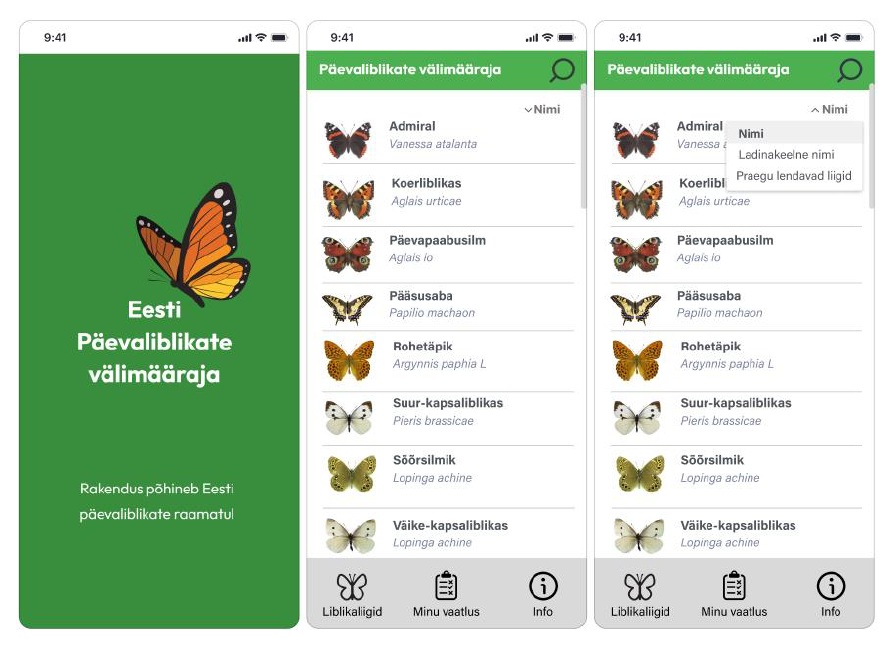 9:41
Eesti
Päevaliblikate
välimääraja
Rakendus põhineb Eesti
päevaliblikate raamatul
9:41
Päevaliblikate välimääraja
Nimi
Admiral
Vanessa atalanta
Koerliblikas
Aglais urticae
Päevapaabusilm
Aglais io
Pääsusaba
Papilio machaon
Rohetäpik
Argynnis paphia L
Suur-kapsaliblikas
Pieris brassicae
Sõõrsilmik
Lopinga achine
Väike-kapsaliblikas
Lopinga achine
Liblikaliigid
Minu vaatlus
Info
9:41
Päevaliblikate välimääraja
Nimi
Nimi
Ladinakeelne nimi
Praegu lendavad liigid
Admiral
Vanessa a
Koerlibl
Aglais urticae
Päevapaabusilm
Aglais io
Pääsusaba
Papilio machaon
Rohetäpik
Argynnis paphia L
Suur-kapsaliblikas
Pieris brassicae
Sõõrsilmik
Lopinga achine
Väike-kapsaliblikas
Lopinga achine
Liblikaliigid
Minu vaatlus
Info